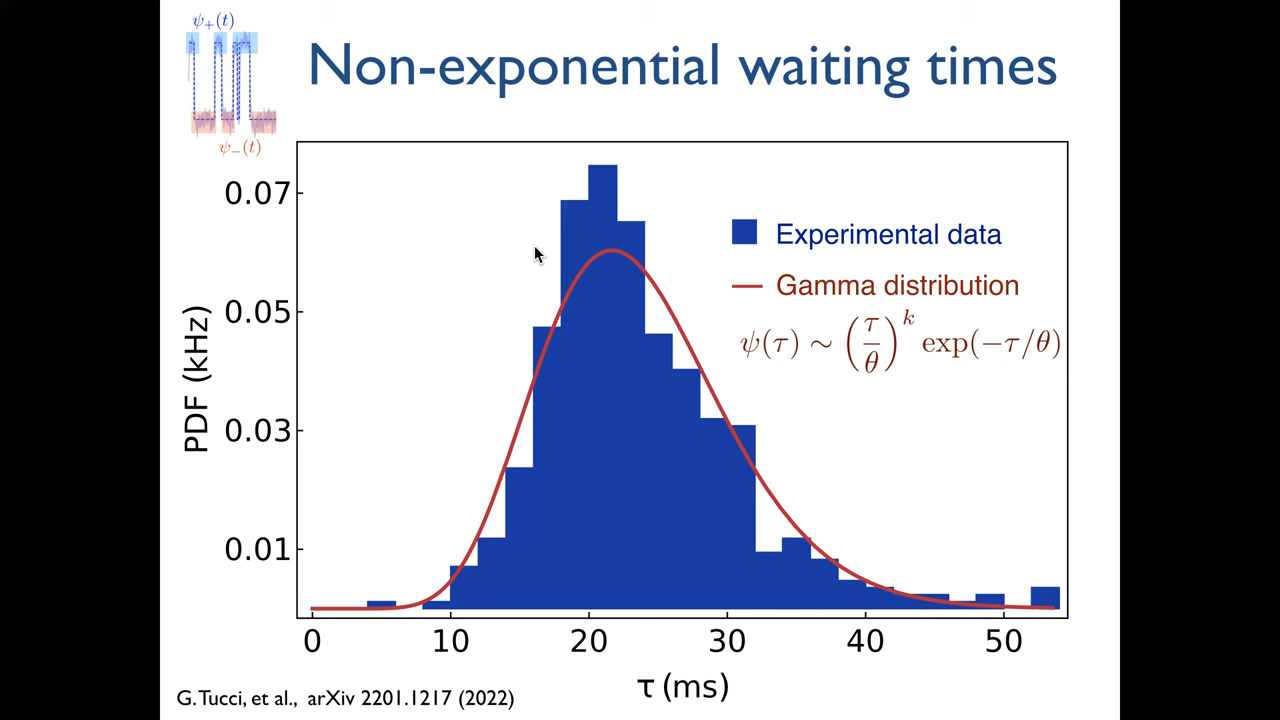 ψ₊(t)
Non-exponential waiting times
ψ₋(t)
0.07
0.05
0.03
0.01
PDF (kHz)
Experimental data
Gamma distribution
ψ(τ) ∼ (τ/θ)^k exp(−τ/θ)
0 10 20 30 40 50
τ (ms)
G. Tucci, et al., arXiv 2201.1217 (2022)